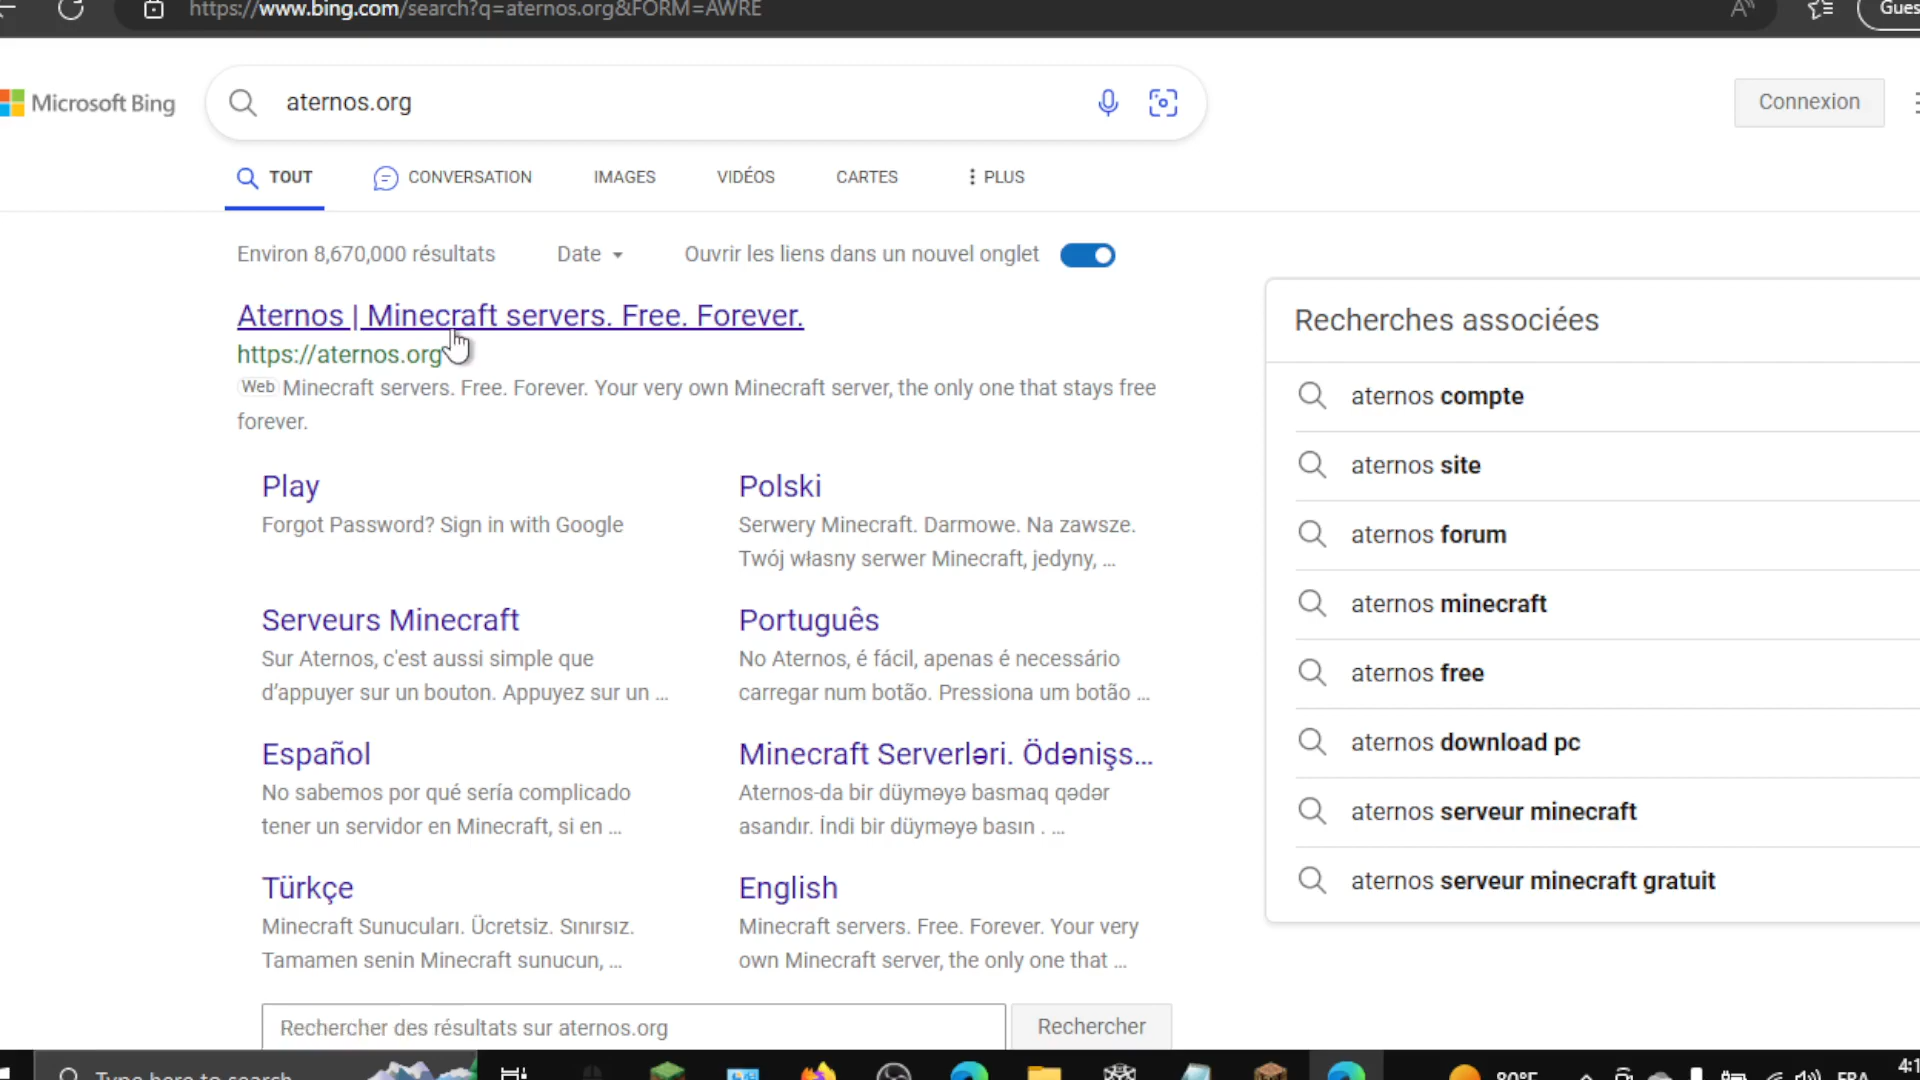 https://www.bing.com/search?q=aternos.org&FORM=AWRE
Microsoft Bing
aternos.org
Connexion
TOUT
CONVERSATION
IMAGES
VIDÉOS
CARTES
PLUS
Environ 8,670,000 résultats
Date
Ouvrir les liens dans un nouvel onglet
Aternos | Minecraft servers. Free. Forever.
https://aternos.org
Web Minecraft servers. Free. Forever. Your very own Minecraft server, the only one that stays free
forever.
Play
Forgot Password? Sign in with Google
Polski
Serwery Minecraft. Darmowe. Na zawsze.
Twój własny serwer Minecraft, jedyny, ...
Serveurs Minecraft
Sur Aternos, c'est aussi simple que
d'appuyer sur un bouton. Appuyez sur un ...
Português
No Aternos, é fácil, apenas é necessário
carregar num botão. Pressiona um botão ...
Español
No sabemos por qué sería complicado
tener un servidor en Minecraft, si en ...
Minecraft Serverləri. Ödənişs...
Aternos-da bir düyməyə basmaq qədər
asandır. İndi bir düyməyə basın . ...
Türkçe
Minecraft Sunucuları. Ücretsiz. Sınırsız.
Tamamen senin Minecraft sunucun, ...
English
Minecraft servers. Free. Forever. Your very
own Minecraft server, the only one that ...
Rechercher des résultats sur aternos.org
Rechercher
Recherches associées
aternos compte
aternos site
aternos forum
aternos minecraft
aternos free
aternos download pc
aternos serveur minecraft
aternos serveur minecraft gratuit
Type here to search
80°F
FRA